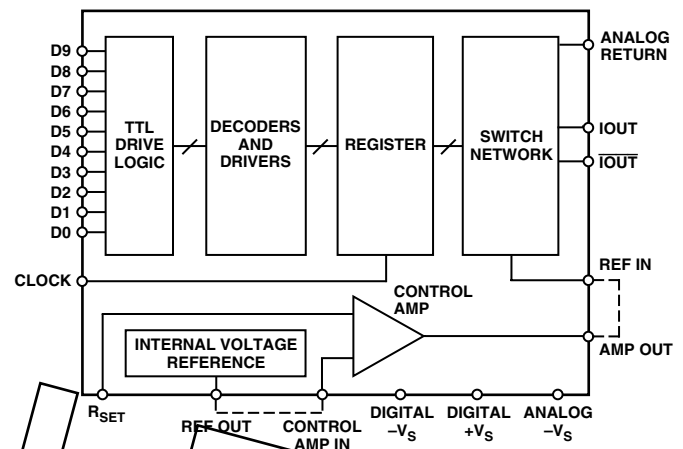 D9
D8
D7
D6
D5
D4
D3
D2
D1
D0
CLOCK
TTL
DRIVE
LOGIC
DECODERS
AND
DRIVERS
REGISTER
SWITCH
NETWORK
ANALOG
RETURN
IOUT
IOUT
REF IN
AMP OUT
CONTROL
AMP
INTERNAL VOLTAGE
REFERENCE
RSET
REF OUT
CONTROL
AMP IN
DIGITAL
–VS
DIGITAL
+VS
ANALOG
–VS